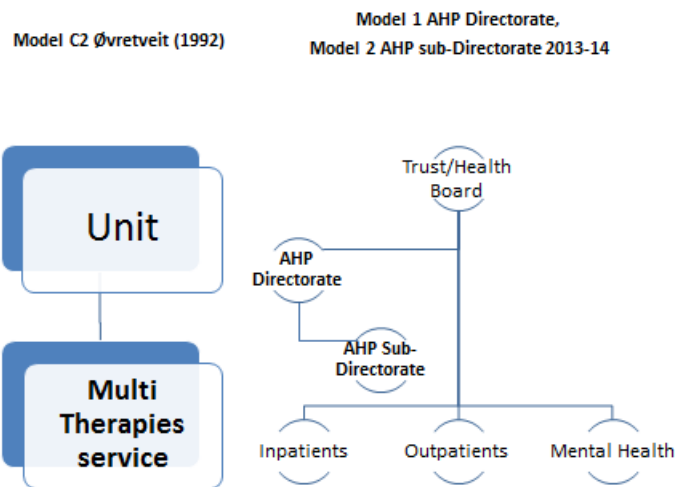 Model C2 Øvretveit (1992)
Model 1 AHP Directorate,
Model 2 AHP sub-Directorate 2013-14
Unit
Multi
Therapies
service
Trust/Health
Board
AHP
Directorate
AHP Sub-
Directorate
Inpatients
Outpatients
Mental Health